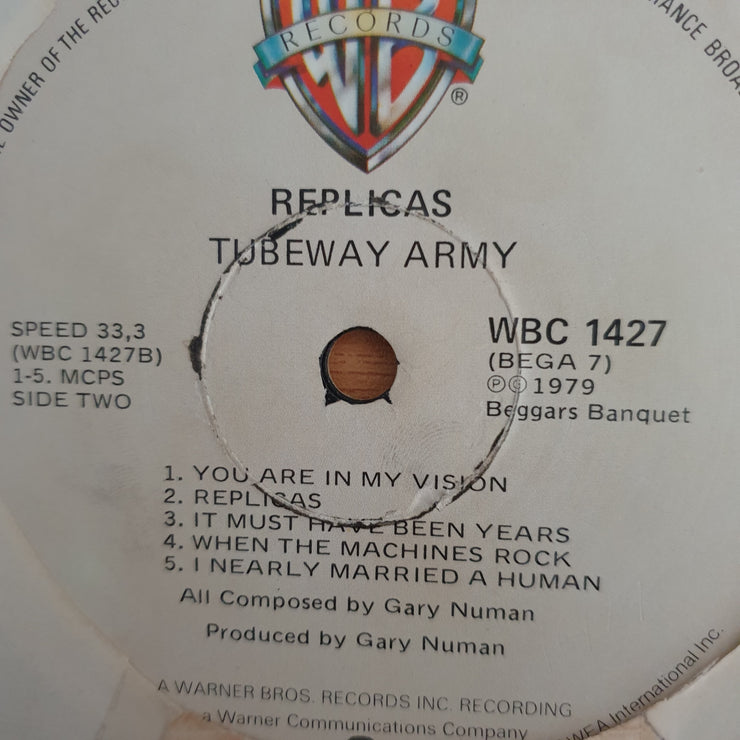 OWNER OF THE
RECORDS
®
REPLICAS
TUBEWAY ARMY
SPEED 33,3
(WBC 1427B)
1-5. MCPS
SIDE TWO
WBC 1427
(BEGA 7)
℗© 1979
Beggars Banquet
1. YOU ARE IN MY VISION
2. REPLICAS
3. IT MUST HAVE BEEN YEARS
4. WHEN THE MACHINES ROCK
5. I NEARLY MARRIED A HUMAN
All Composed by Gary Numan
Produced by Gary Numan
A WARNER BROS. RECORDS INC. RECORDING
a Warner Communications Company
WEA International Inc.